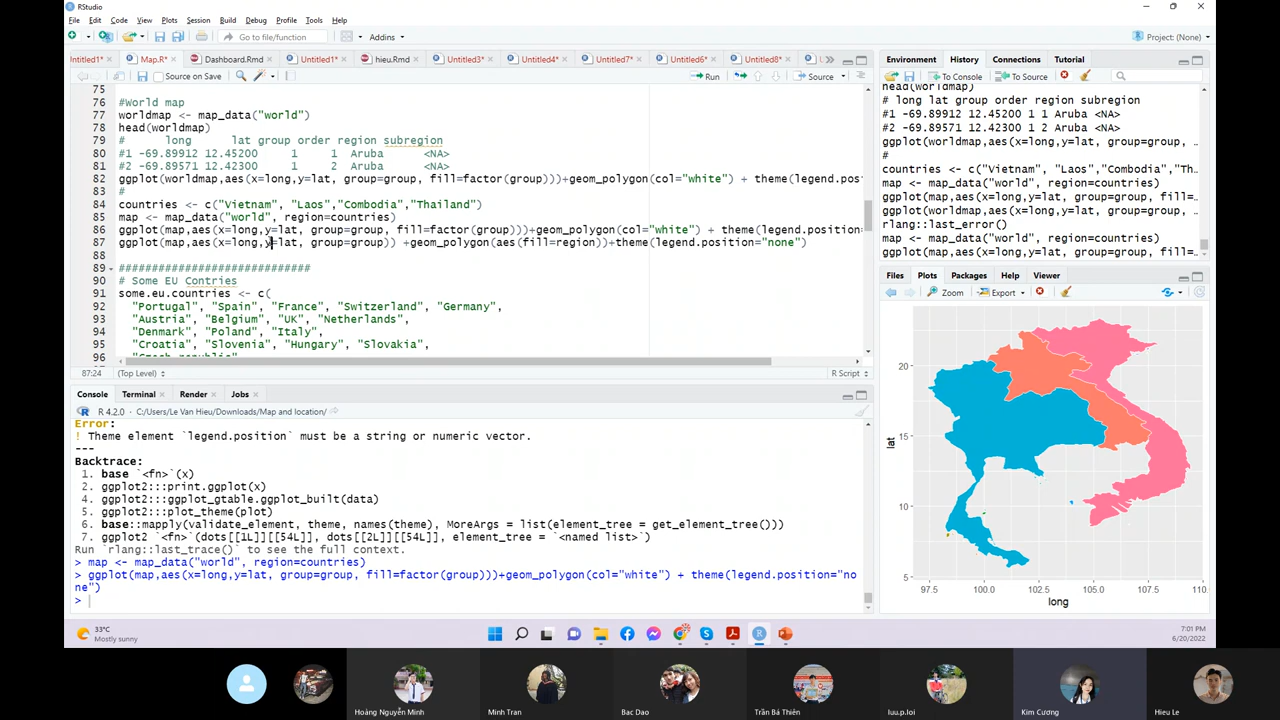 RStudio
File Edit Code View Plots Session Build Debug Profile Tools Help
Go to file/function
Addins
Project: (None)
Intitled1* Map.R* Dashboard.Rmd Untitled1* hieu.Rmd Untitled3* Untitled4* Untitled7* Untitled6* Untitled8*
Source on Save
Run
Source
75
76 #World map
77 worldmap <- map_data("world")
78 head(worldmap)
79 # long lat group order region subregion
80 #1 -69.89912 12.45200 1 1 Aruba <NA>
81 #2 -69.89571 12.42300 1 2 Aruba <NA>
82 ggplot(worldmap,aes(x=long,y=lat, group=group, fill=factor(group)))+geom_polygon(col="white") + theme(legend.pos
83 #
84 countries <- c("Vietnam", "Laos","Combodia","Thailand")
85 map <- map_data("world", region=countries)
86 ggplot(map,aes(x=long,y=lat, group=group, fill=factor(group)))+geom_polygon(col="white") + theme(legend.position=
87 ggplot(map,aes(x=long,y=lat, group=group)) +geom_polygon(aes(fill=region))+theme(legend.position="none")
88
89 ############################
90 # Some EU Contries
91 some.eu.countries <- c(
92 "Portugal", "Spain", "France", "Switzerland", "Germany",
93 "Austria", "Belgium", "UK", "Netherlands",
94 "Denmark", "Poland", "Italy",
95 "Croatia", "Slovenia", "Hungary", "Slovakia",
96 "Czech republic",
87:24 (Top Level) R Script
Console Terminal Render Jobs
R 4.2.0 · C:/Users/Le Van Hieu/Downloads/Map and location/
Error:
! Theme element `legend.position` must be a string or numeric vector.
---
Backtrace:
1. base `<fn>`(x)
2. ggplot2:::print.ggplot(x)
4. ggplot2:::ggplot_gtable.ggplot_built(data)
5. ggplot2:::plot_theme(plot)
6. base::mapply(validate_element, theme, names(theme), MoreArgs = list(element_tree = get_element_tree()))
7. ggplot2 `<fn>`(dots[[1L]][[54L]], dots[[2L]][[54L]], element_tree = `<named list>`)
Run `rlang::last_trace()` to see the full context.
> map <- map_data("world", region=countries)
> ggplot(map,aes(x=long,y=lat, group=group, fill=factor(group)))+geom_polygon(col="white") + theme(legend.position="no
ne")
>
Environment History Connections Tutorial
To Console To Source
head(worldmap)
# long lat group order region subregion
#1 -69.89912 12.45200 1 1 Aruba <NA>
#2 -69.89571 12.42300 1 2 Aruba <NA>
ggplot(worldmap,aes(x=long,y=lat, group=group…
#
countries <- c("Vietnam", "Laos","Combodia","Th…
map <- map_data("world", region=countries)
ggplot(map,aes(x=long,y=lat, group=group, fill=…
ggplot(map,aes(x=long,y=lat, group=group, fill=…
rlang::last_error()
map <- map_data("world", region=countries)
ggplot(map,aes(x=long,y=lat, group=group, fill=…
Files Plots Packages Help Viewer
Zoom Export
20
15
10
5
lat
97.5 100.0 102.5 105.0 107.5 110.
long
33°C
Mostly sunny
7:01 PM
6/20/2022
Hoàng Nguyễn Minh
Minh Tran
Bac Dao
Trần Bá Thiên
luu.p.loi
Kim Cương
Hieu Le